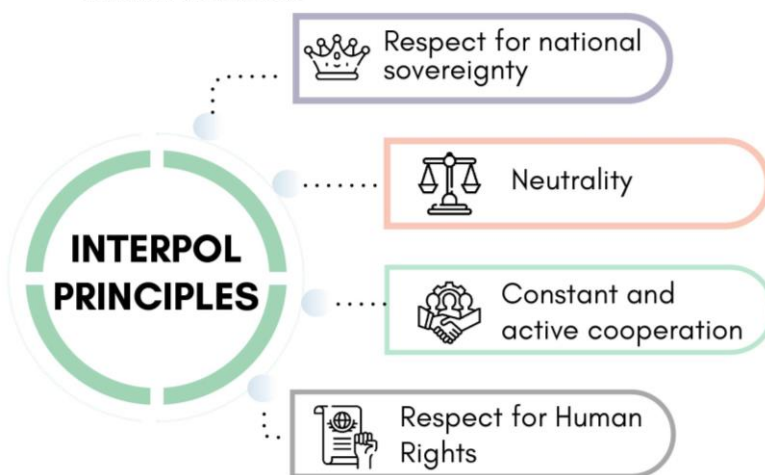 Respect for national
sovereignty
Neutrality
INTERPOL
PRINCIPLES
Constant and
active cooperation
Respect for Human
Rights